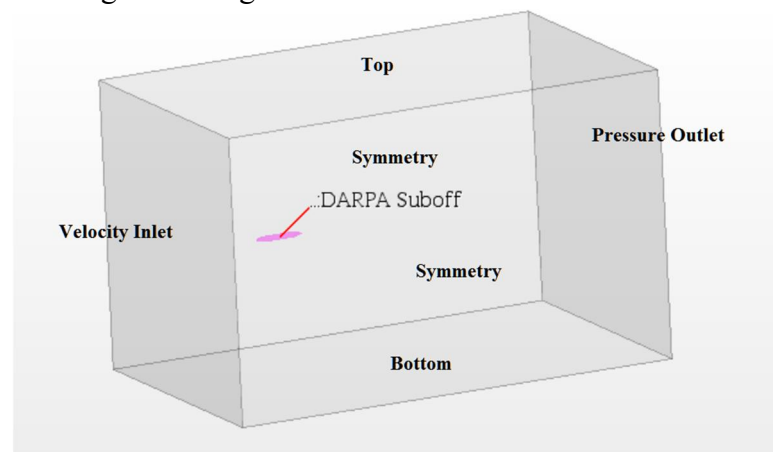 Top
Pressure Outlet
Symmetry
..:DARPA Suboff
Velocity Inlet
Symmetry
Bottom